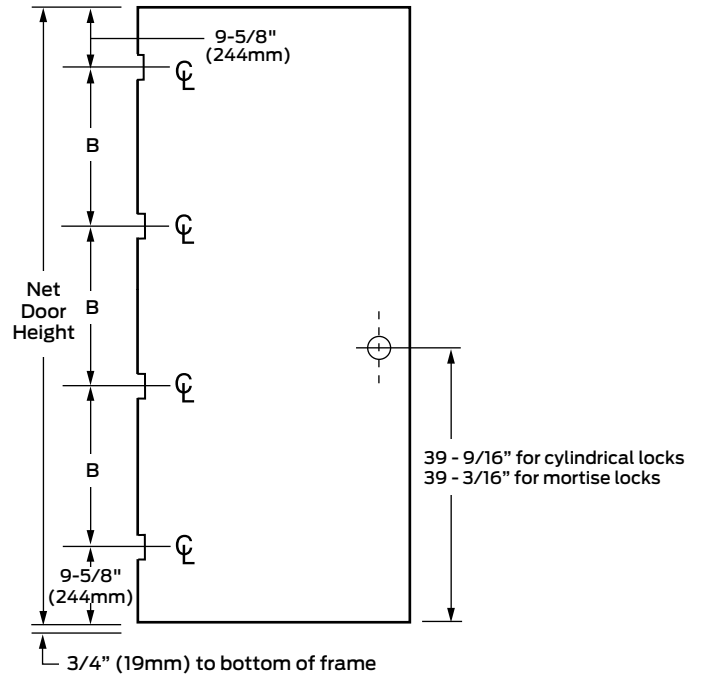 9-5/8"
(244mm)
℄
B
℄
Net
Door
Height
B
℄
39 - 9/16” for cylindrical locks
39 - 3/16” for mortise locks
B
℄
9-5/8"
(244mm)
3/4” (19mm) to bottom of frame